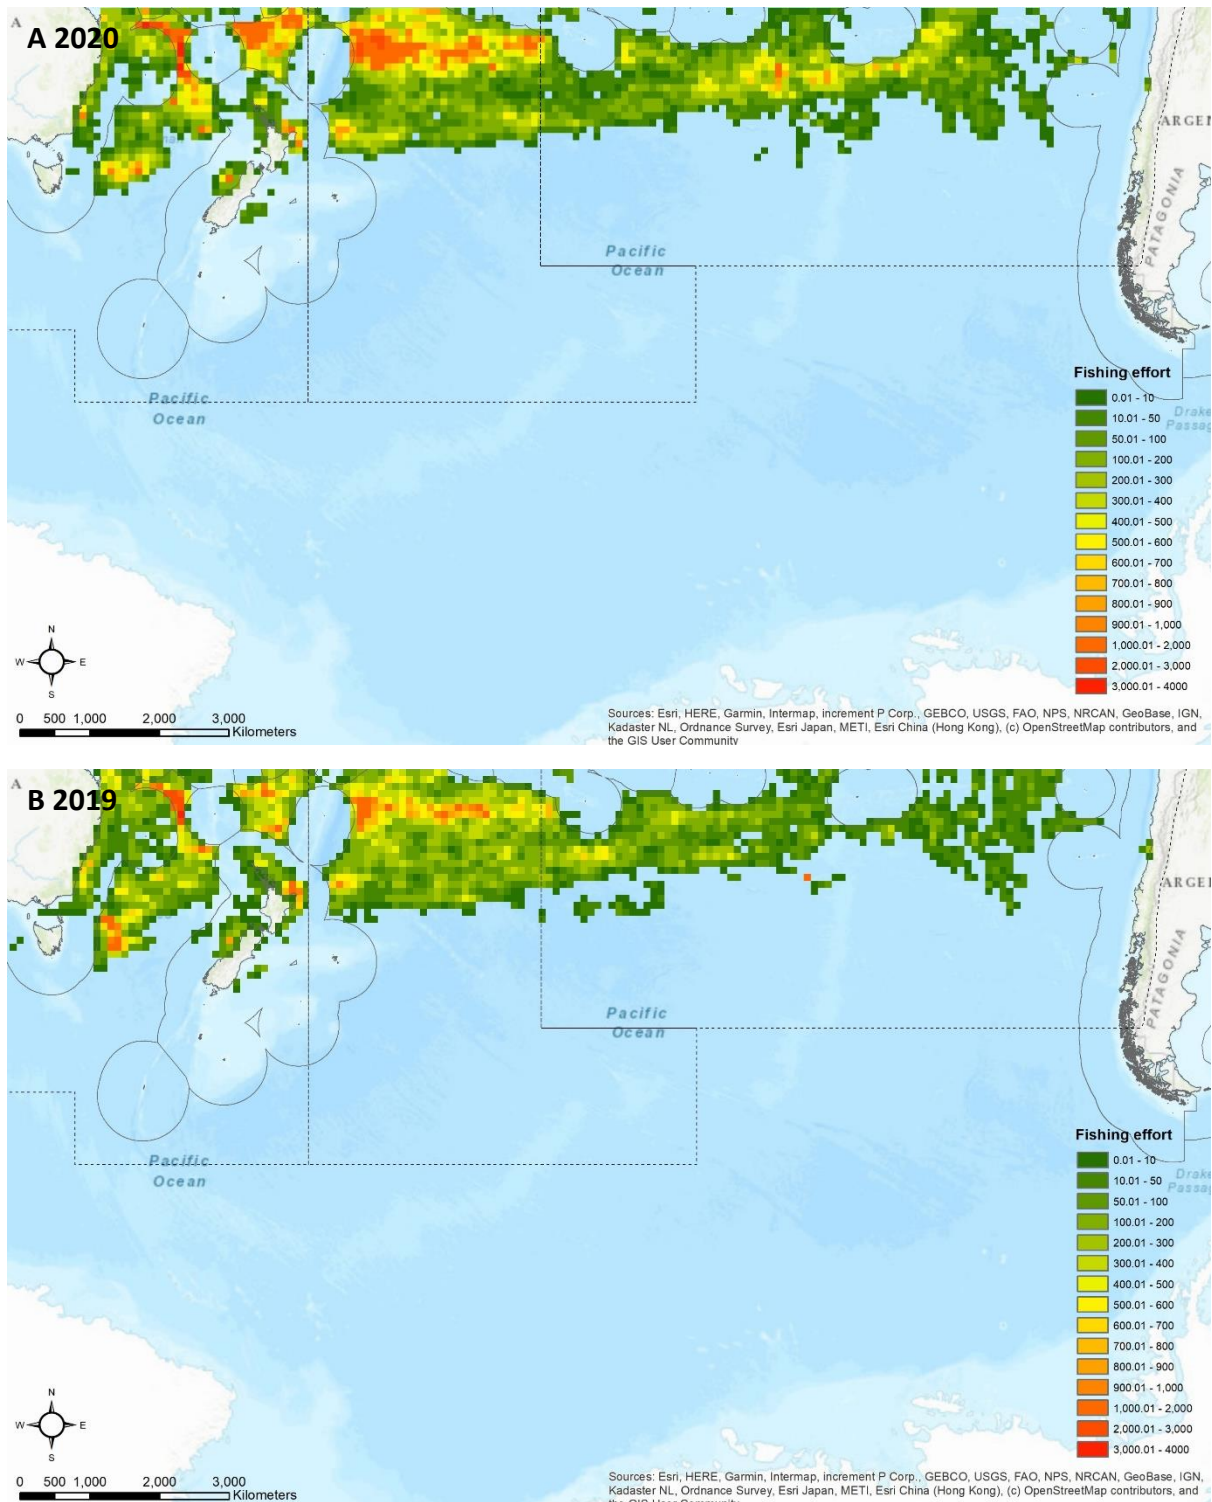 A
A 2020
ARGE
PATAGONIA
Pacific
Ocean
Pacific
Ocean
Fishing effort
0.01 - 10
10.01 - 50
50.01 - 100
100.01 - 200
200.01 - 300
300.01 - 400
400.01 - 500
500.01 - 600
600.01 - 700
700.01 - 800
800.01 - 900
900.01 - 1,000
1,000.01 - 2,000
2,000.01 - 3,000
3,000.01 - 4000
Drake
Passag
N
W E
S
0 500 1,000 2,000 3,000
Kilometers
Sources: Esri, HERE, Garmin, Intermap, increment P Corp., GEBCO, USGS, FAO, NPS, NRCAN, GeoBase, IGN,
Kadaster NL, Ordnance Survey, Esri Japan, METI, Esri China (Hong Kong), (c) OpenStreetMap contributors, and
the GIS User Community
A
B 2019
ARGE
PATAGONIA
Pacific
Ocean
Pacific
Ocean
Fishing effort
0.01 - 10
10.01 - 50
50.01 - 100
100.01 - 200
200.01 - 300
300.01 - 400
400.01 - 500
500.01 - 600
600.01 - 700
700.01 - 800
800.01 - 900
900.01 - 1,000
1,000.01 - 2,000
2,000.01 - 3,000
3,000.01 - 4000
Drake
Passag
N
W E
S
0 500 1,000 2,000 3,000
Kilometers
Sources: Esri, HERE, Garmin, Intermap, increment P Corp., GEBCO, USGS, FAO, NPS, NRCAN, GeoBase, IGN,
Kadaster NL, Ordnance Survey, Esri Japan, METI, Esri China (Hong Kong), (c) OpenStreetMap contributors, and
the GIS User Community